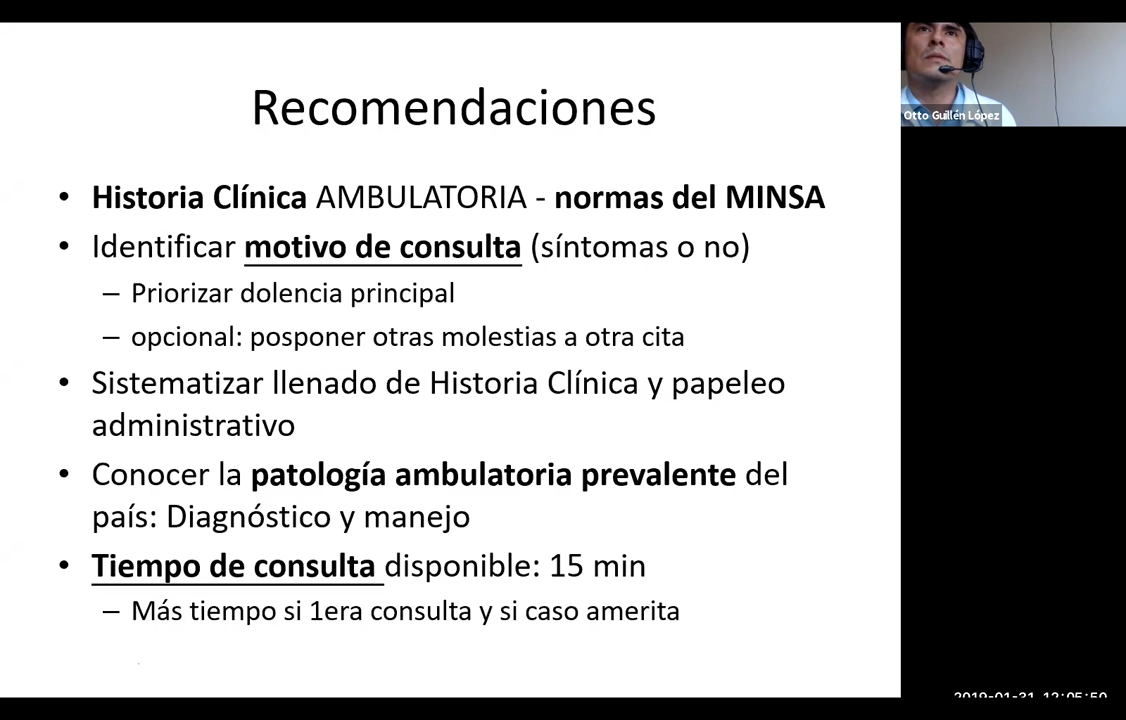 Recomendaciones
• Historia Clínica AMBULATORIA - normas del MINSA
• Identificar motivo de consulta (síntomas o no)
– Priorizar dolencia principal
– opcional: posponer otras molestias a otra cita
• Sistematizar llenado de Historia Clínica y papeleo
administrativo
• Conocer la patología ambulatoria prevalente del
país: Diagnóstico y manejo
• Tiempo de consulta disponible: 15 min
– Más tiempo si 1era consulta y si caso amerita
Otto Guillén López
2019-01-31 12:05:50